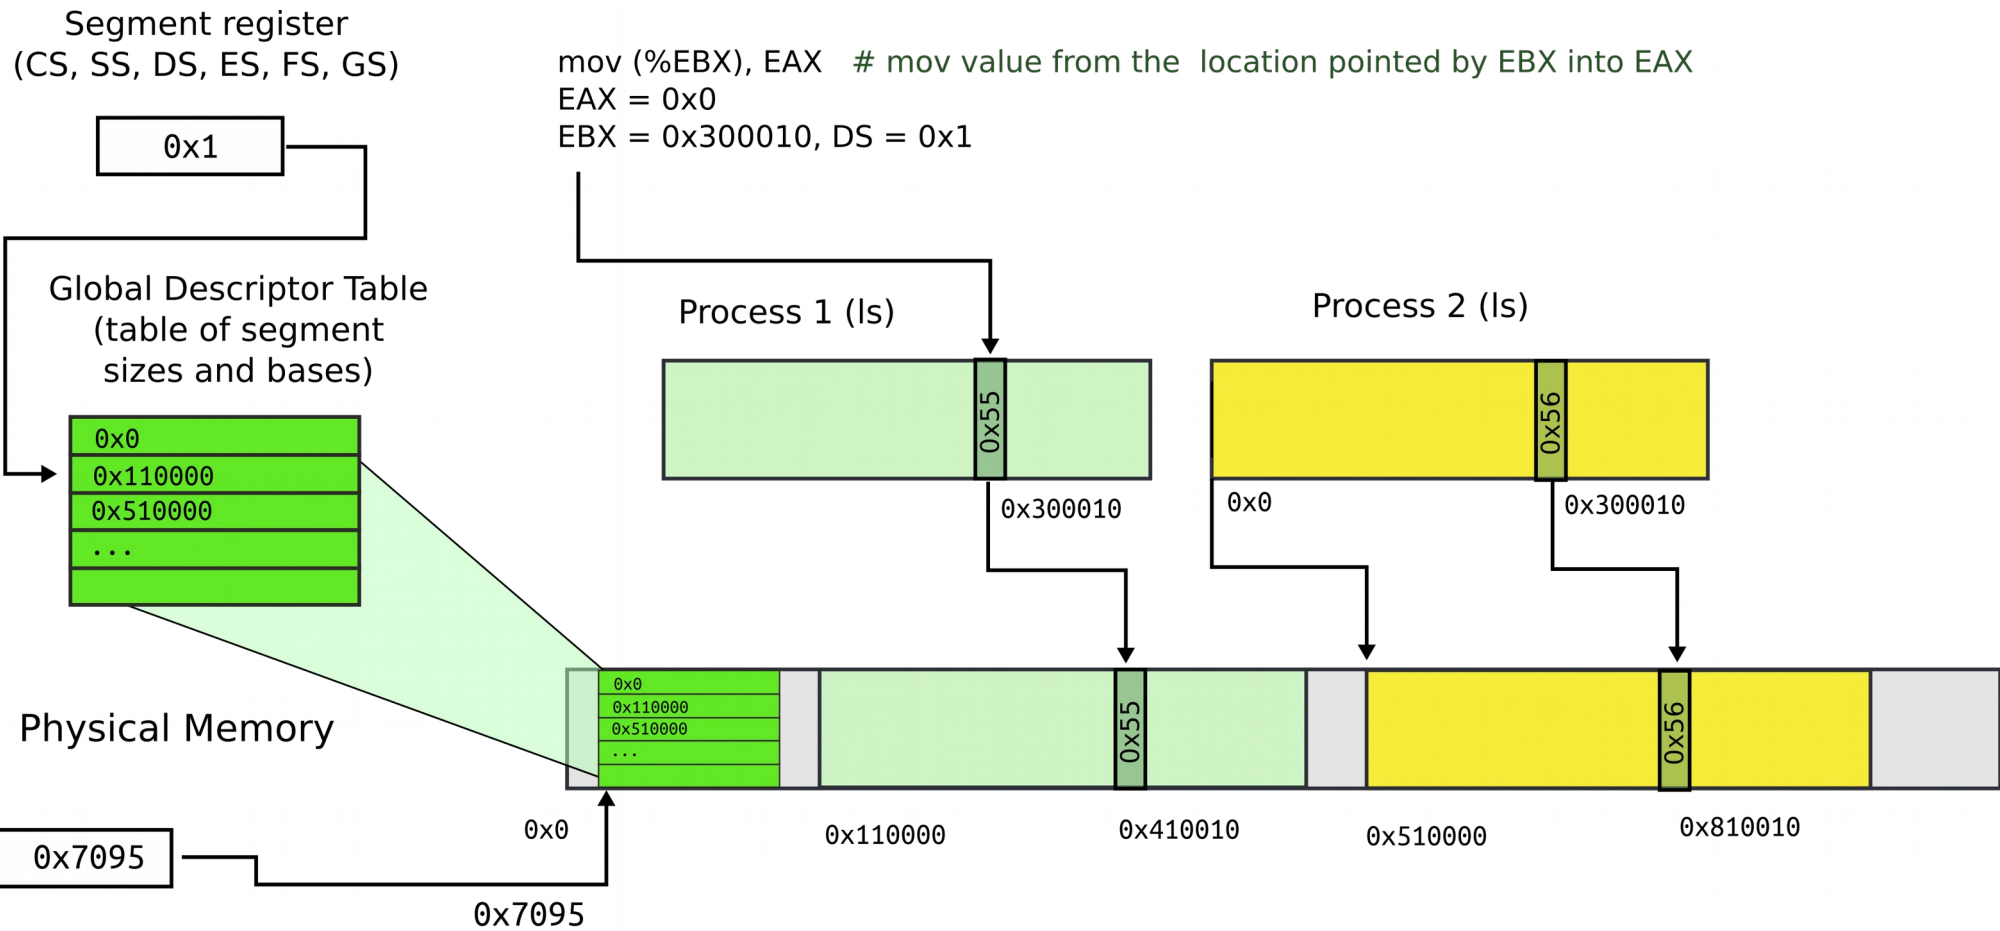 Segment register
(CS, SS, DS, ES, FS, GS)
0x1
mov (%EBX), EAX   # mov value from the  location pointed by EBX into EAX
EAX = 0x0
EBX = 0x300010, DS = 0x1
Global Descriptor Table
(table of segment
sizes and bases)
0x0
0x110000
0x510000
...
Process 1 (ls)
0x55
0x300010
Process 2 (ls)
0x56
0x0
0x300010
Physical Memory
0x0
0x110000
0x510000
...
0x55
0x56
0x0
0x110000
0x410010
0x510000
0x810010
0x7095
0x7095